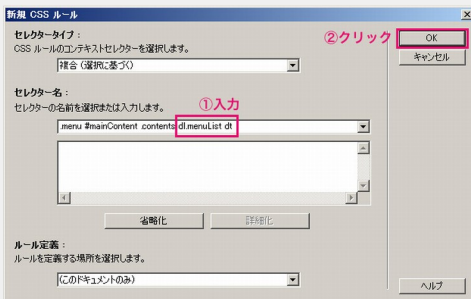 新規 CSS ルール
セレクタータイプ：
②クリック
OK
CSS ルールのコンテキストセレクターを選択します。
キャンセル
複合（選択に基づく）
セレクター名：
①入力
セレクターの名前を選択または入力します。
.menu #mainContent .contents dl.menuList dt
省略化
詳細化
ルール定義：
ルールを定義する場所を選択します。
(このドキュメントのみ)
ヘルプ